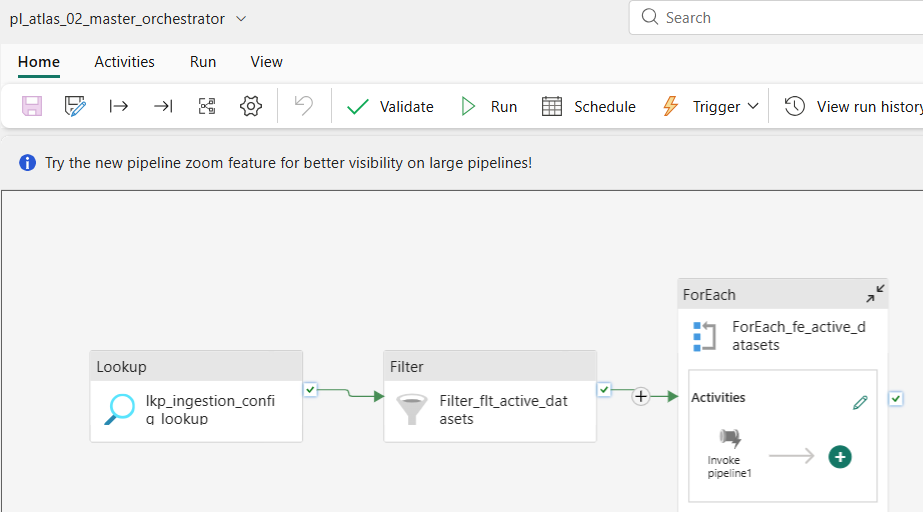 pl_atlas_02_master_orchestrator
Search
Home
Activities
Run
View
Validate
Run
Schedule
Trigger
View run history
Try the new pipeline zoom feature for better visibility on large pipelines!
ForEach
ForEach_fe_active_d
atasets
Lookup
lkp_ingestion_confi
g_lookup
Filter
Filter_flt_active_dat
asets
Activities
Invoke
pipeline1